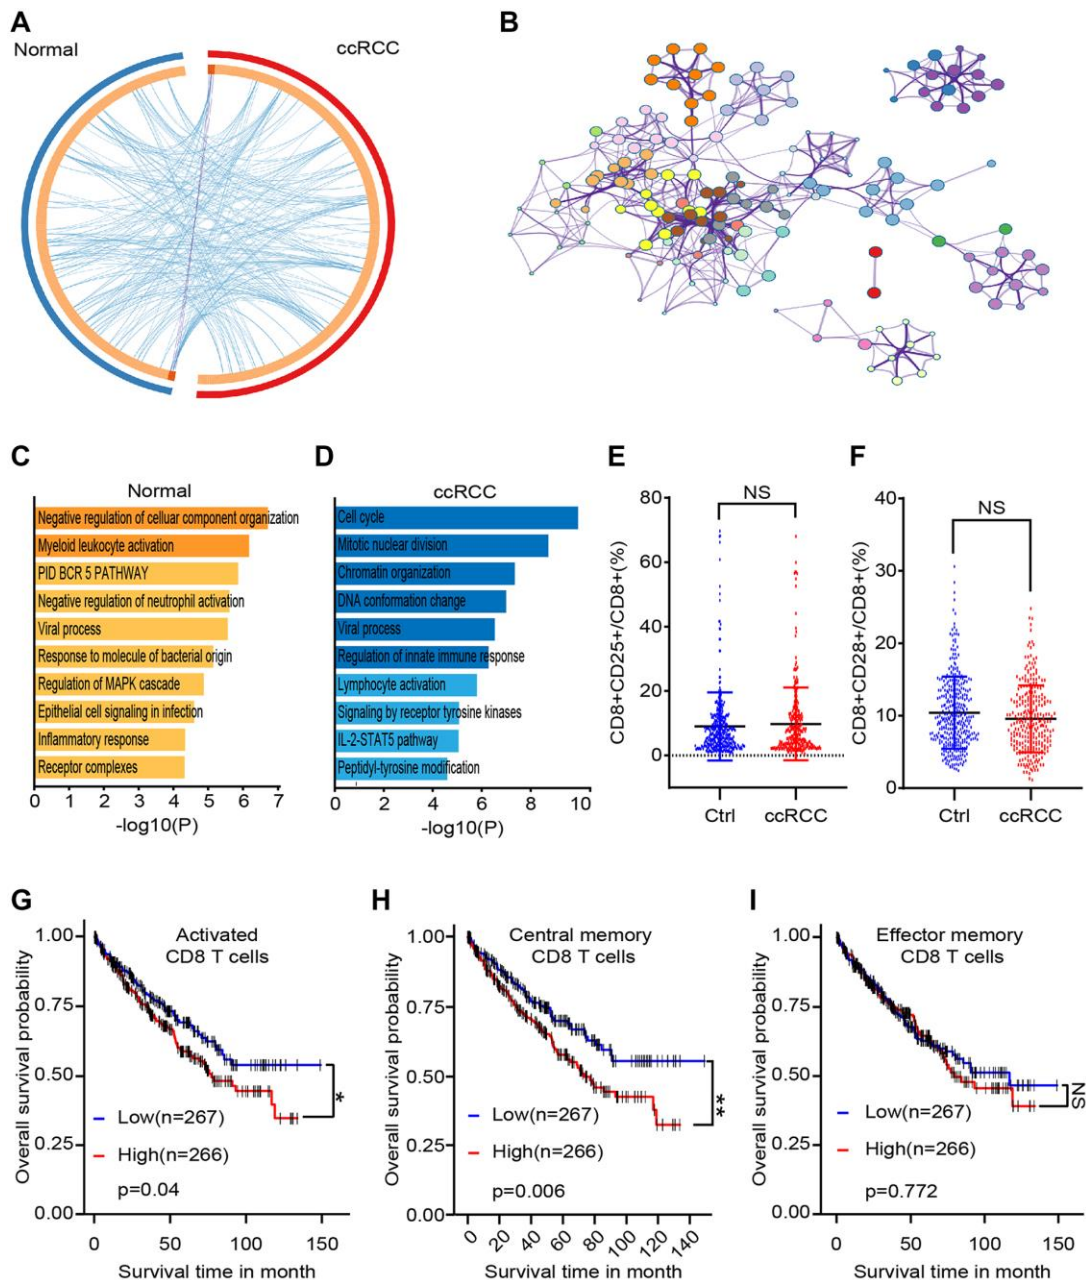 A
B
Normal
ccRCC
C
D
E
F
Normal
Negative regulation of celluar component organization
Myeloid leukocyte activation
PID BCR 5 PATHWAY
Negative regulation of neutrophil activation
Viral process
Response to molecule of bacterial origin
Regulation of MAPK cascade
Epithelial cell signaling in infection
Inflammatory response
Receptor complexes
0 1 2 3 4 5 6 7
-log10(P)
ccRCC
Cell cycle
Mitotic nuclear division
Chromatin organization
DNA conformation change
Viral process
Regulation of innate immune response
Lymphocyte activation
Signaling by receptor tyrosine kinases
IL-2-STAT5 pathway
Peptidyl-tyrosine modification
0 2 4 6 8 10
-log10(P)
CD8+CD25+/CD8+(%)
80
60
40
20
0
NS
Ctrl ccRCC
CD8+CD28+/CD8+(%)
40
30
20
10
0
NS
Ctrl ccRCC
G
H
I
Overall survival probability
1.00
0.75
0.50
0.25
0.00
Activated
CD8 T cells
*
Low(n=267)
High(n=266)
p=0.04
0 50 100 150
Survival time in month
Overall survival probability
1.00
0.75
0.50
0.25
0.00
Central memory
CD8 T cells
**
Low(n=267)
High(n=266)
p=0.006
0 20 40 60 80 100 120 140
Survival time in month
Overall survival probability
1.00
0.75
0.50
0.25
0.00
Effector memory
CD8 T cells
NS
Low(n=267)
High(n=266)
p=0.772
0 50 100 150
Survival time in month